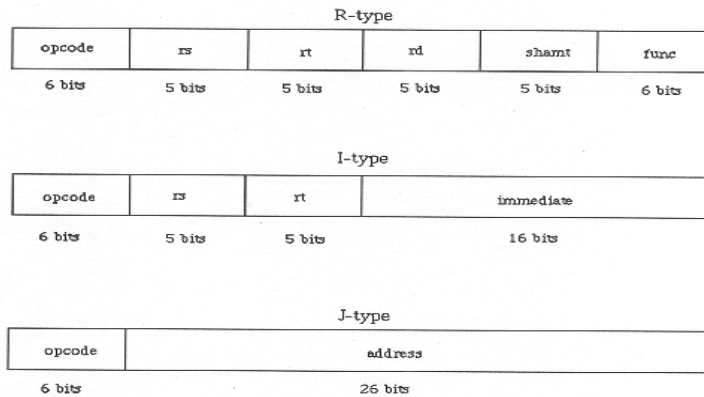 R-type
opcode rs rt rd shamt func
6 bits 5 bits 5 bits 5 bits 5 bits 6 bits
I-type
opcode rs rt immediate
6 bits 5 bits 5 bits 16 bits
J-type
opcode address
6 bits 26 bits